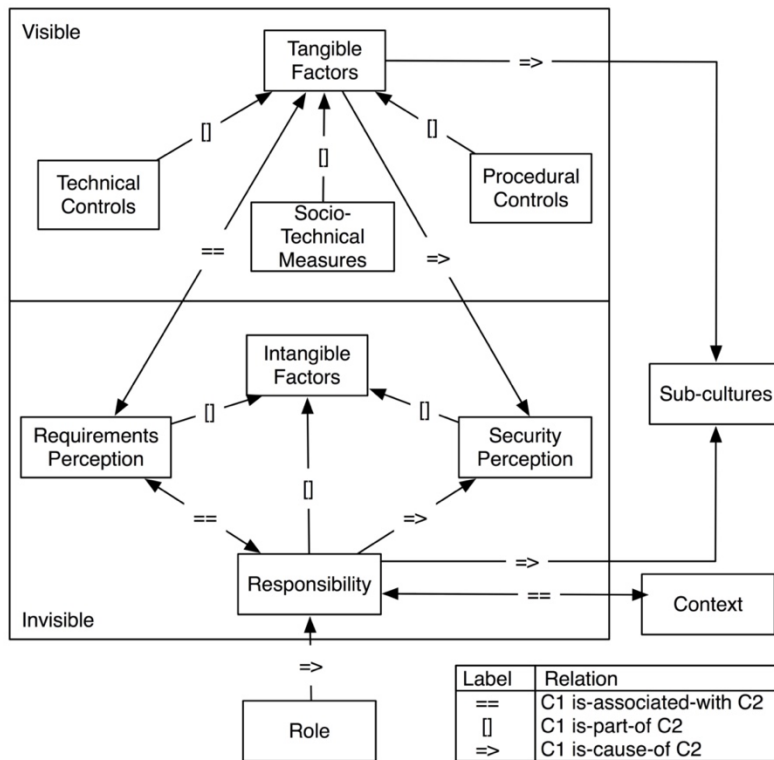 Visible
Tangible
Factors
=>
[]
[]
[]
Technical
Controls
Procedural
Controls
Socio-
Technical
Measures
==
=>
Intangible
Factors
Sub-cultures
[]
[]
Requirements
Perception
Security
Perception
[]
==
=>
=>
Responsibility
==
Context
Invisible
=>
Role
Label Relation
== C1 is-associated-with C2
[] C1 is-part-of C2
=> C1 is-cause-of C2